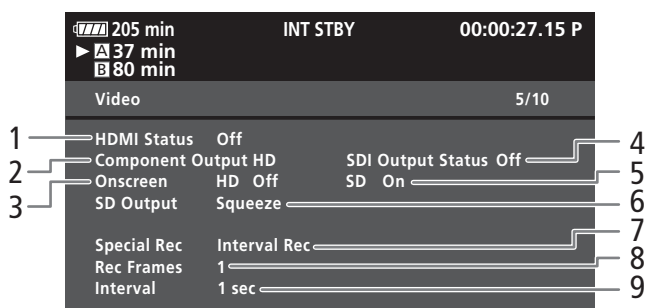 205 min INT STBY 00:00:27.15 P
A 37 min
B 80 min
Video 5/10
1 HDMI Status Off
2 Component Output HD SDI Output Status Off 4
3 Onscreen HD Off SD On 5
SD Output Squeeze 6
Special Rec Interval Rec 7
Rec Frames 1 8
Interval 1 sec 9